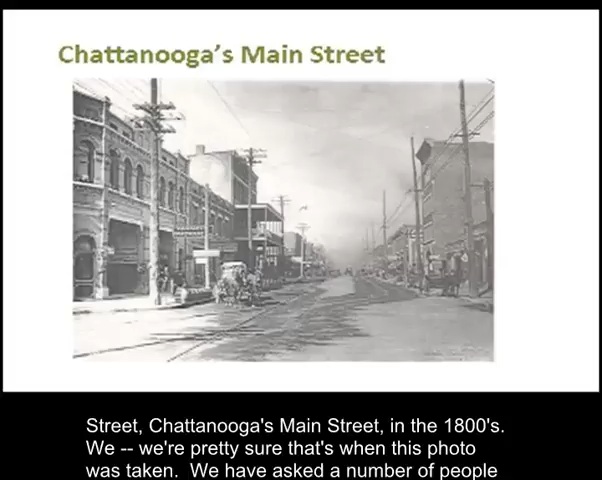 Chattanooga's Main Street
Street, Chattanooga's Main Street, in the 1800's.
We -- we're pretty sure that's when this photo
was taken.  We have asked a number of people